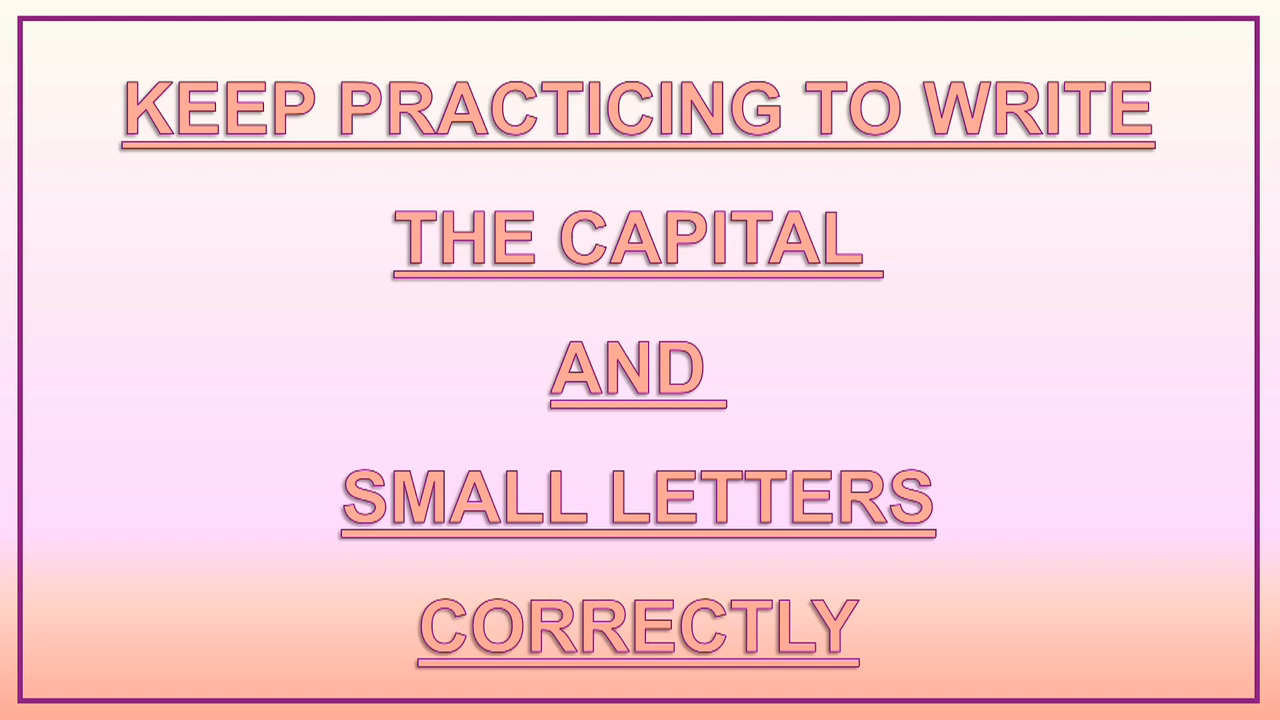 KEEP PRACTICING TO WRITE
THE CAPITAL
AND
SMALL LETTERS
CORRECTLY